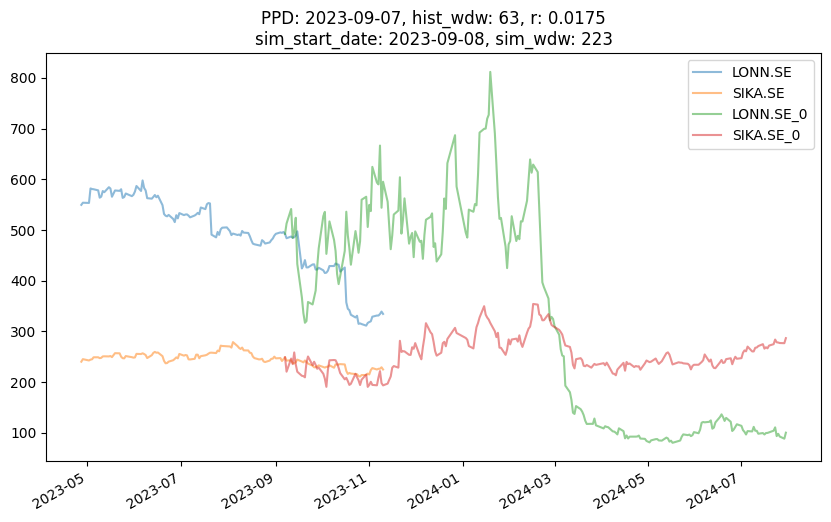 PPD: 2023-09-07, hist_wdw: 63, r: 0.0175
sim_start_date: 2023-09-08, sim_wdw: 223
LONN.SE
SIKA.SE
LONN.SE_0
SIKA.SE_0
800
700
600
500
400
300
200
100
2023-05
2023-07
2023-09
2023-11
2024-01
2024-03
2024-05
2024-07